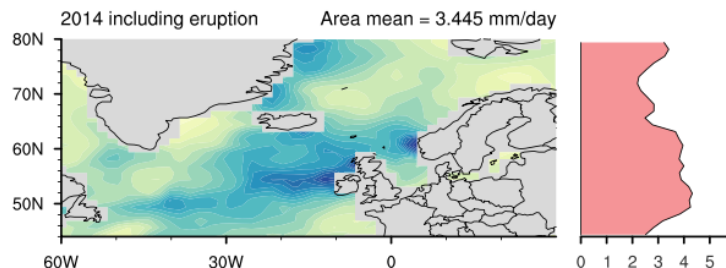 2014 including eruption Area mean = 3.445 mm/day
80N
70N
60N
50N
60W 30W 0 0 1 2 3 4 5